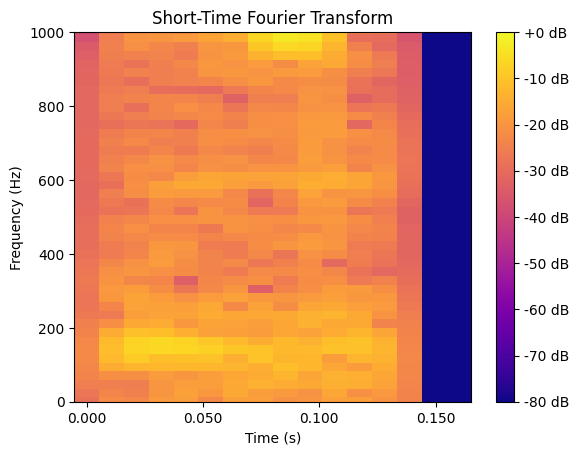 Short-Time Fourier Transform
1000
800
600
400
200
0
Frequency (Hz)
0.000
0.050
0.100
0.150
Time (s)
+0 dB
-10 dB
-20 dB
-30 dB
-40 dB
-50 dB
-60 dB
-70 dB
-80 dB